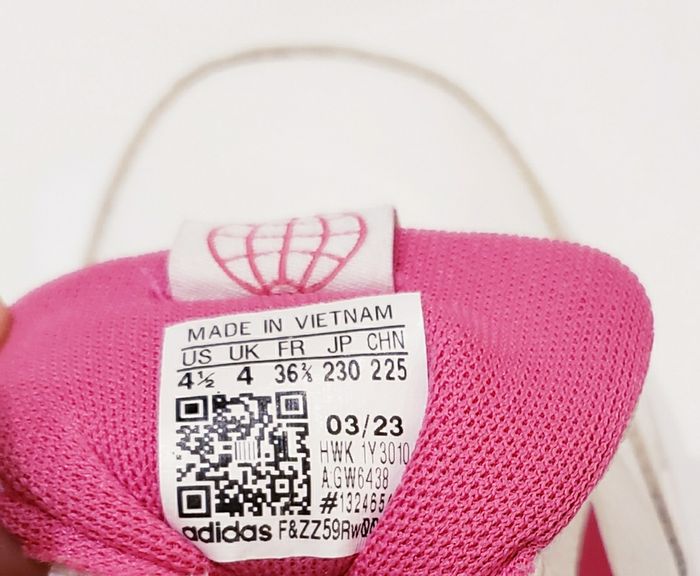 MADE IN VIETNAM
US UK FR JP CHN
4½ 4 36⅔ 230 225
03/23
HWK 1Y3010
A:GW6438
adidas